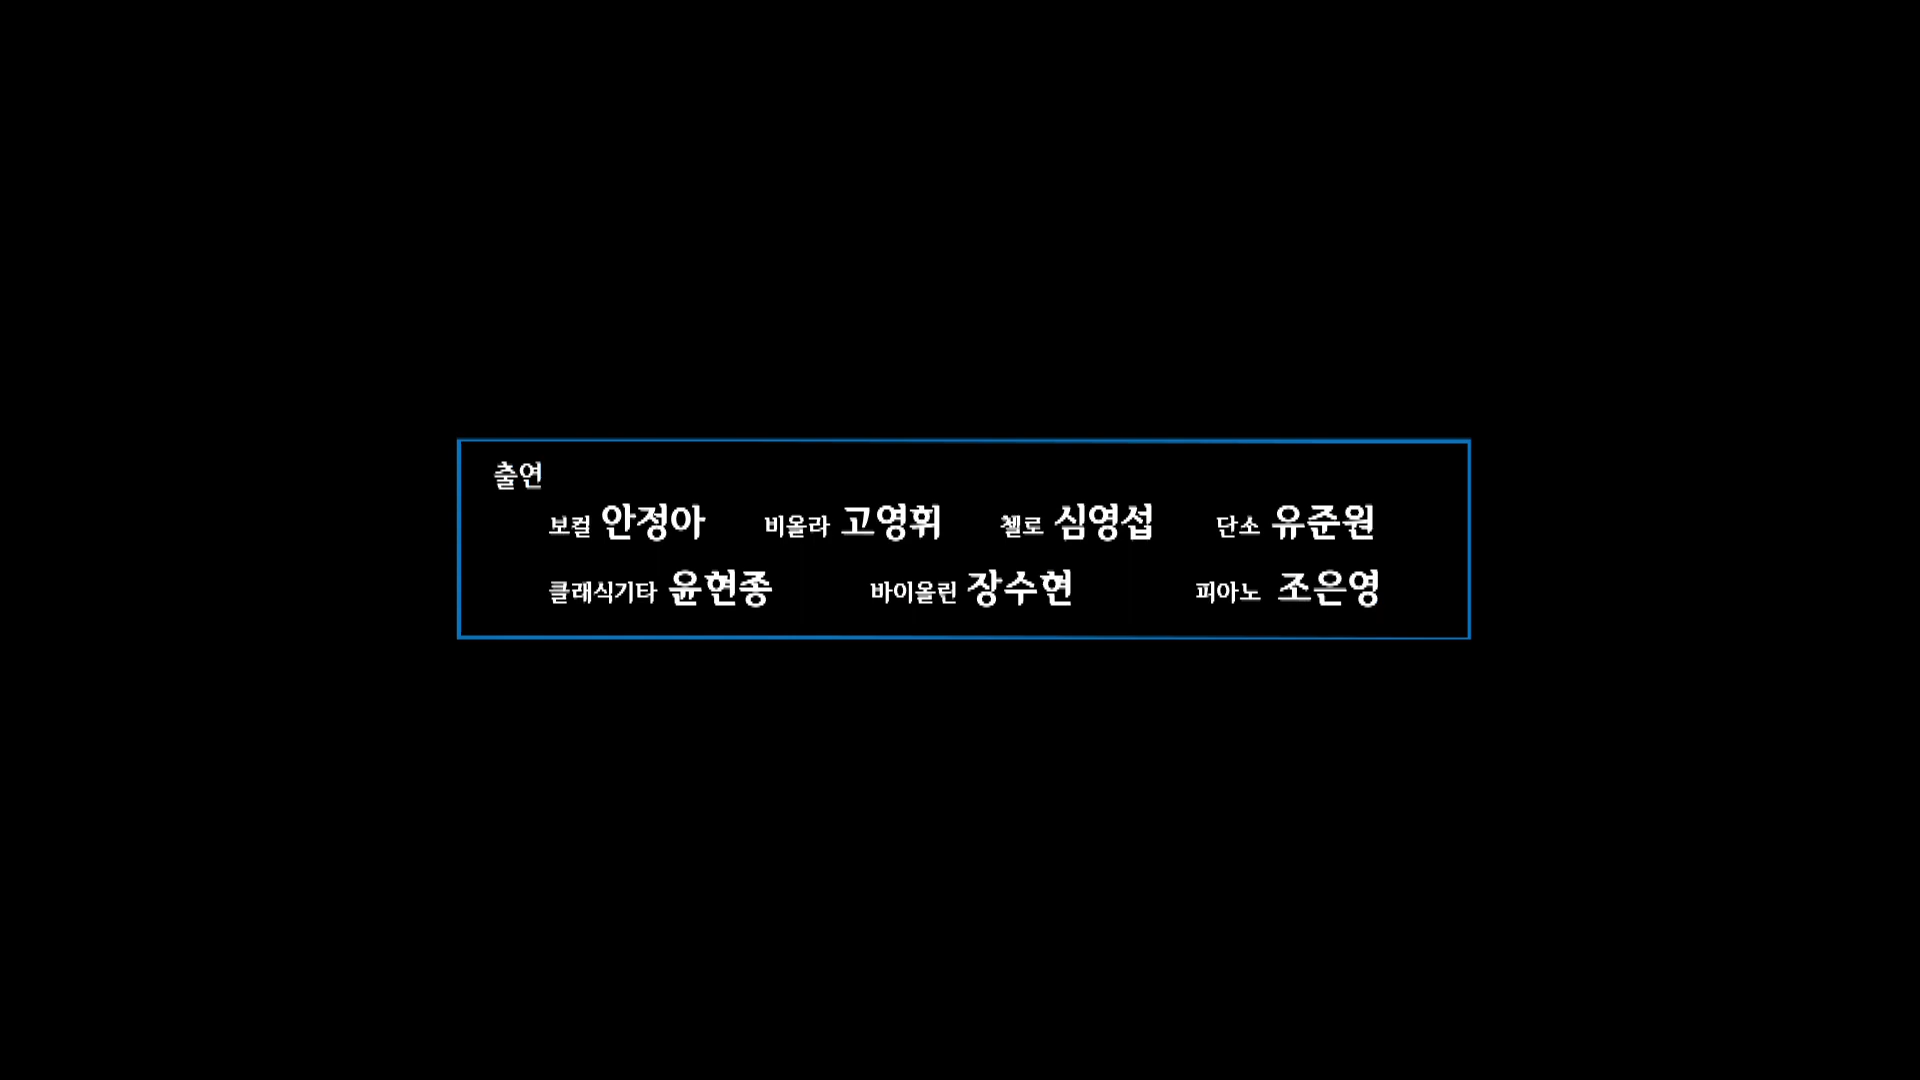 출연
보컬 안정아 비올라 고영휘 첼로 심영섭 단소 유준원
클래식기타 윤현종 바이올린 장수현 피아노 조은영